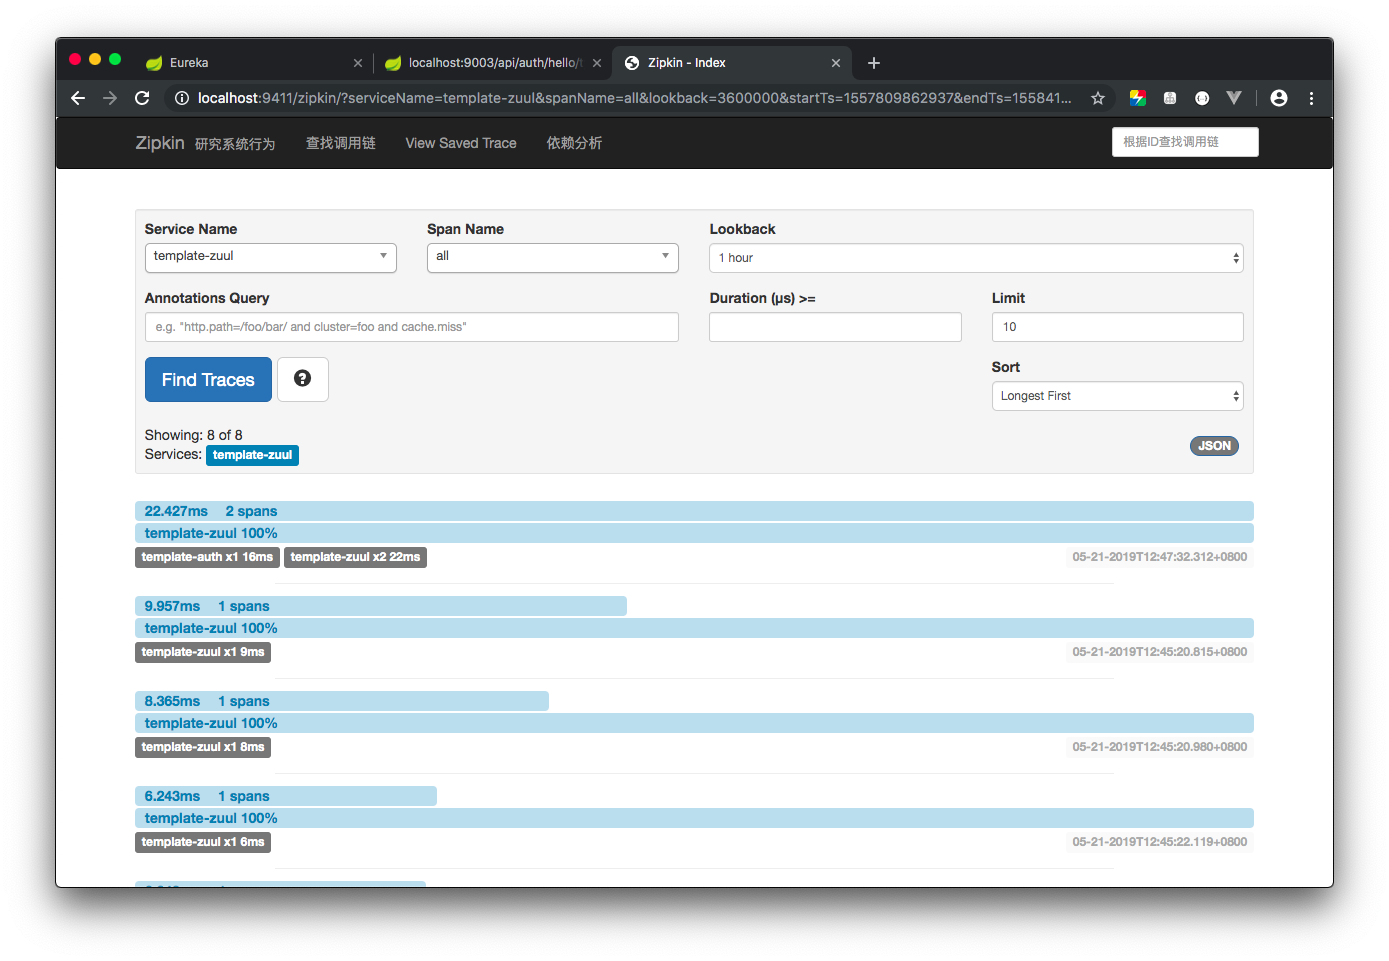 Eureka
localhost:9003/api/auth/hello/
Zipkin - Index
localhost:9411/zipkin/?serviceName=template-zuul&spanName=all&lookback=3600000&startTs=1557809862937&endTs=155841...
Zipkin 研究系统行为 查找调用链 View Saved Trace 依赖分析 根据ID查找调用链
Service Name Span Name Lookback
template-zuul all 1 hour
Annotations Query Duration (μs) >= Limit
e.g. "http.path=/foo/bar/ and cluster=foo and cache.miss" 10
Find Traces Sort
Longest First
Showing: 8 of 8
Services: template-zuul JSON
22.427ms 2 spans
template-zuul 100%
template-auth x1 16ms template-zuul x2 22ms 05-21-2019T12:47:32.312+0800
9.957ms 1 spans
template-zuul 100%
template-zuul x1 9ms 05-21-2019T12:45:20.815+0800
8.365ms 1 spans
template-zuul 100%
template-zuul x1 8ms 05-21-2019T12:45:20.980+0800
6.243ms 1 spans
template-zuul 100%
template-zuul x1 6ms 05-21-2019T12:45:22.119+0800